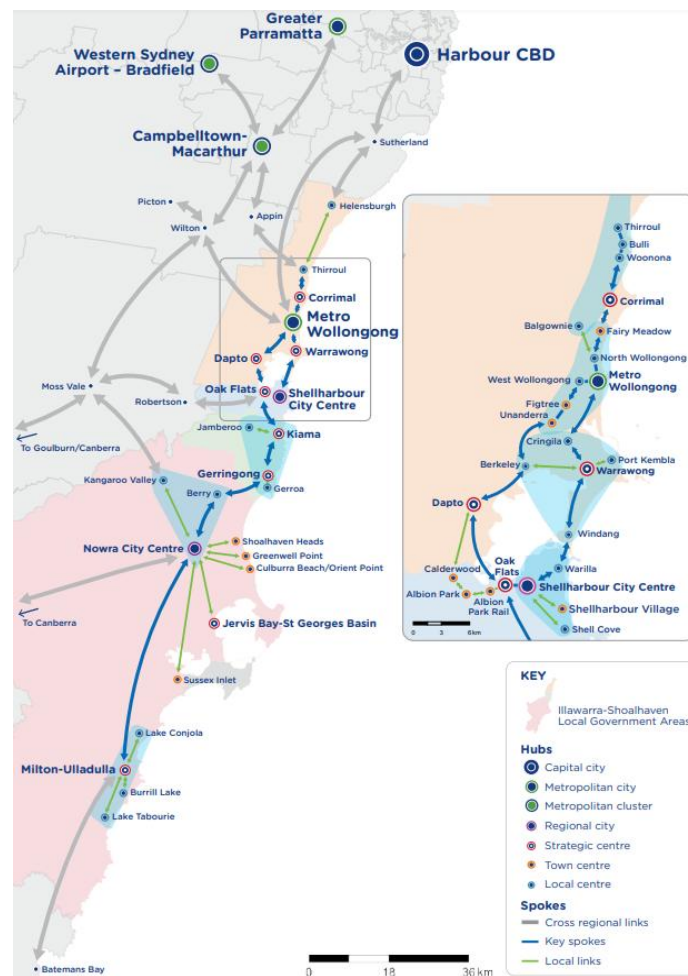 Greater
Parramatta
Western Sydney
Airport – Bradfield
Harbour CBD
Campbelltown-
Macarthur
Sutherland
Picton
Wilton
Appin
Helensburgh
Thirroul
Corrimal
Metro
Wollongong
Dapto
Warrawong
Oak Flats
Shellharbour
City Centre
Moss Vale
Robertson
To Goulburn/Canberra
Jamberoo
Kiama
Gerringong
Gerroa
Kangaroo Valley
Berry
Nowra City Centre
Shoalhaven Heads
Greenwell Point
Culburra Beach/Orient Point
To Canberra
Jervis Bay-St Georges Basin
Sussex Inlet
Lake Conjola
Milton-Ulladulla
Burrill Lake
Lake Tabourie
Batemans Bay
0 18 36 km
Thirroul
Bulli
Woonona
Corrimal
Balgownie
Fairy Meadow
North Wollongong
West Wollongong
Metro
Wollongong
Figtree
Unanderra
Cringila
Port Kembla
Berkeley
Warrawong
Dapto
Windang
Calderwood
Oak
Flats
Warilla
Shellharbour City Centre
Albion Park
Albion
Park Rail
Shellharbour Village
Shell Cove
0 3 6km
KEY
Illawarra-Shoalhaven
Local Government Areas
Hubs
Capital city
Metropolitan city
Metropolitan cluster
Regional city
Strategic centre
Town centre
Local centre
Spokes
Cross regional links
Key spokes
Local links